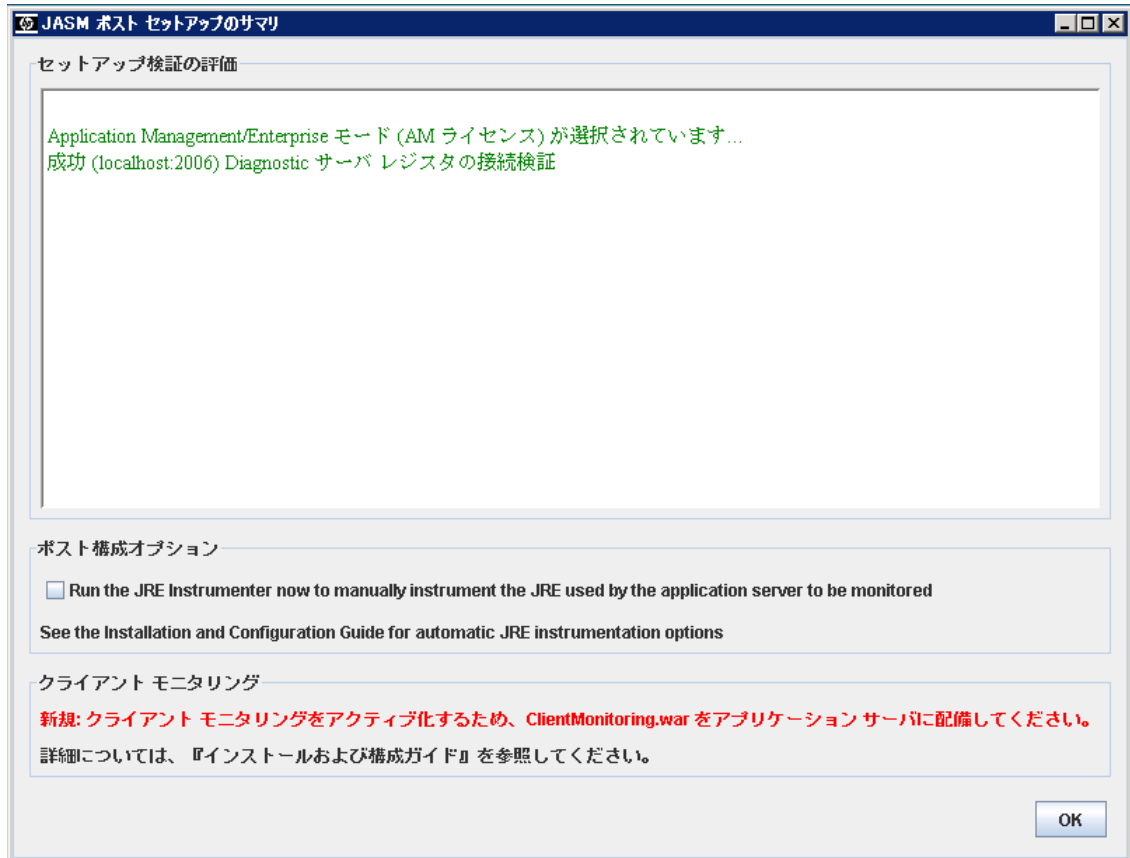 JASM ポスト セットアップのサマリ
セットアップ検証の評価
Application Management/Enterprise モード (AM ライセンス) が選択されています...
成功 (localhost:2006) Diagnostic サーバ レジスタの接続検証
ポスト構成オプション
Run the JRE Instrumenter now to manually instrument the JRE used by the application server to be monitored
See the Installation and Configuration Guide for automatic JRE instrumentation options
クライアント モニタリング
新規: クライアント モニタリングをアクティブ化するため、ClientMonitoring.war をアプリケーション サーバに配備してください。
詳細については、『インストールおよび構成ガイド』を参照してください。
OK